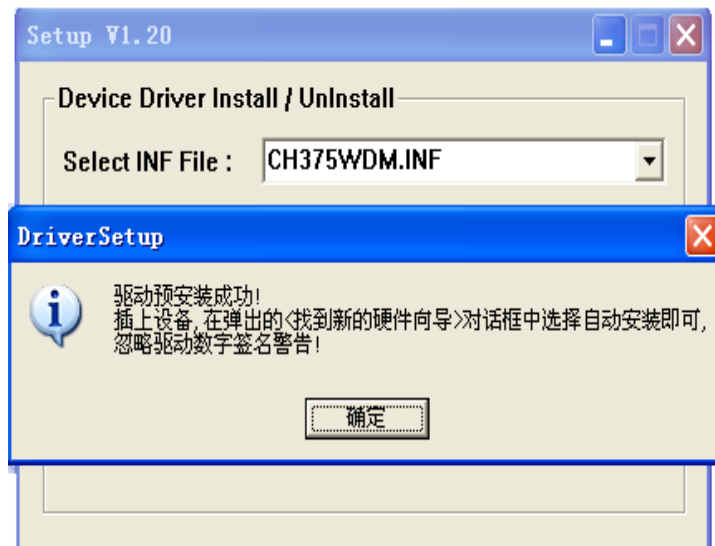 Setup V1.20
Device Driver Install / UnInstall
Select INF File : CH375WDM.INF
DriverSetup
驱动预安装成功!
插上设备,在弹出的<找到新的硬件向导>对话框中选择自动安装即可,
忽略驱动数字签名警告!
确定